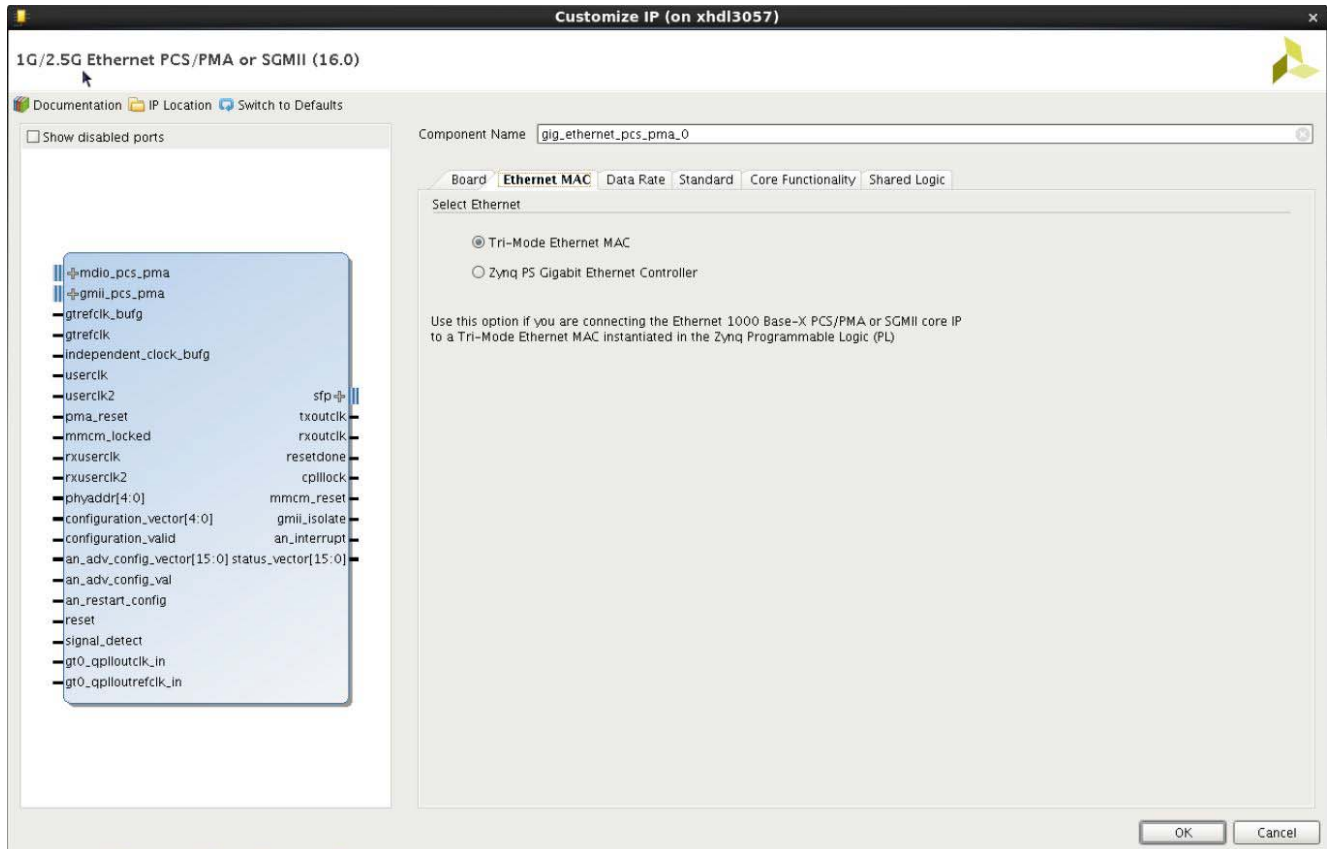 Customize IP (on xhdl3057)
1G/2.5G Ethernet PCS/PMA or SGMII (16.0)
Documentation IP Location Switch to Defaults
Show disabled ports
mdio_pcs_pma
gmii_pcs_pma
gtrefclk_bufg
gtrefclk
independent_clock_bufg
userclk
userclk2 sfp
pma_reset txoutclk
mmcm_locked rxoutclk
rxuserclk resetdone
rxuserclk2 cplllock
phyaddr[4:0] mmcm_reset
configuration_vector[4:0] gmii_isolate
configuration_valid an_interrupt
an_adv_config_vector[15:0] status_vector[15:0]
an_adv_config_val
an_restart_config
reset
signal_detect
gt0_qplloutclk_in
gt0_qplloutrefclk_in
Component Name gig_ethernet_pcs_pma_0
Board Ethernet MAC Data Rate Standard Core Functionality Shared Logic
Select Ethernet
Tri-Mode Ethernet MAC
Zynq PS Gigabit Ethernet Controller
Use this option if you are connecting the Ethernet 1000 Base-X PCS/PMA or SGMII core IP
to a Tri-Mode Ethernet MAC instantiated in the Zynq Programmable Logic (PL)
OK Cancel